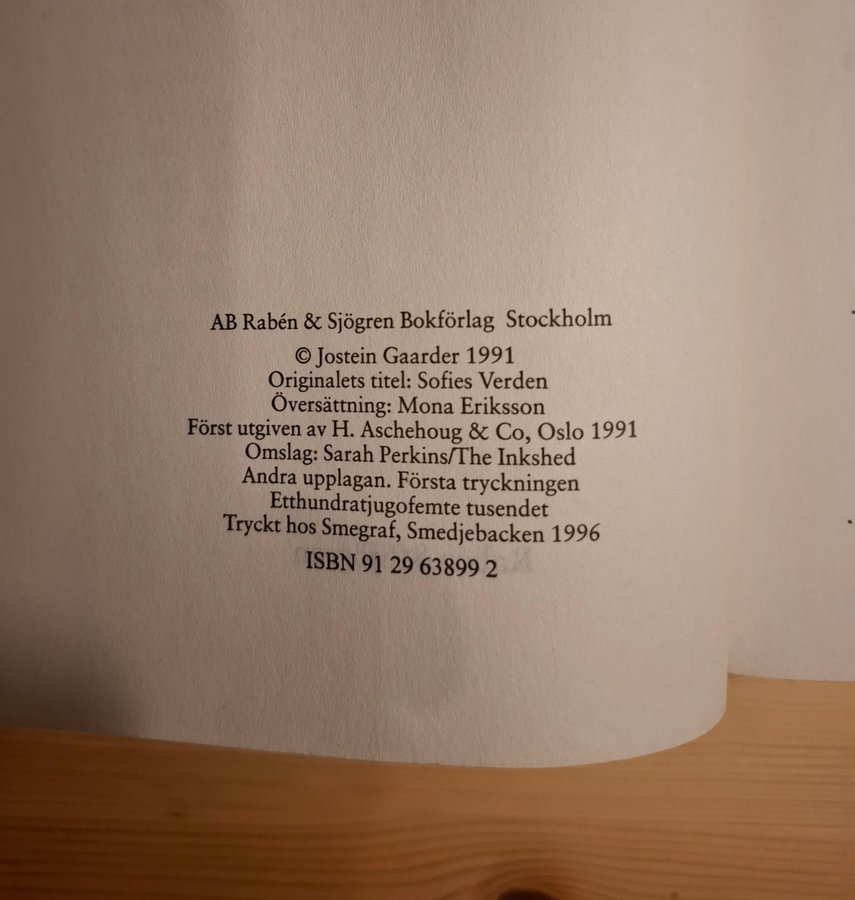 AB Rabén & Sjögren Bokförlag Stockholm
© Jostein Gaarder 1991
Originalets titel: Sofies Verden
Översättning: Mona Eriksson
Först utgiven av H. Aschehoug & Co, Oslo 1991
Omslag: Sarah Perkins/The Inkshed
Andra upplagan. Första tryckningen
Etthundratjugofemte tusendet
Tryckt hos Smegraf, Smedjebacken 1996
ISBN 91 29 63899 2